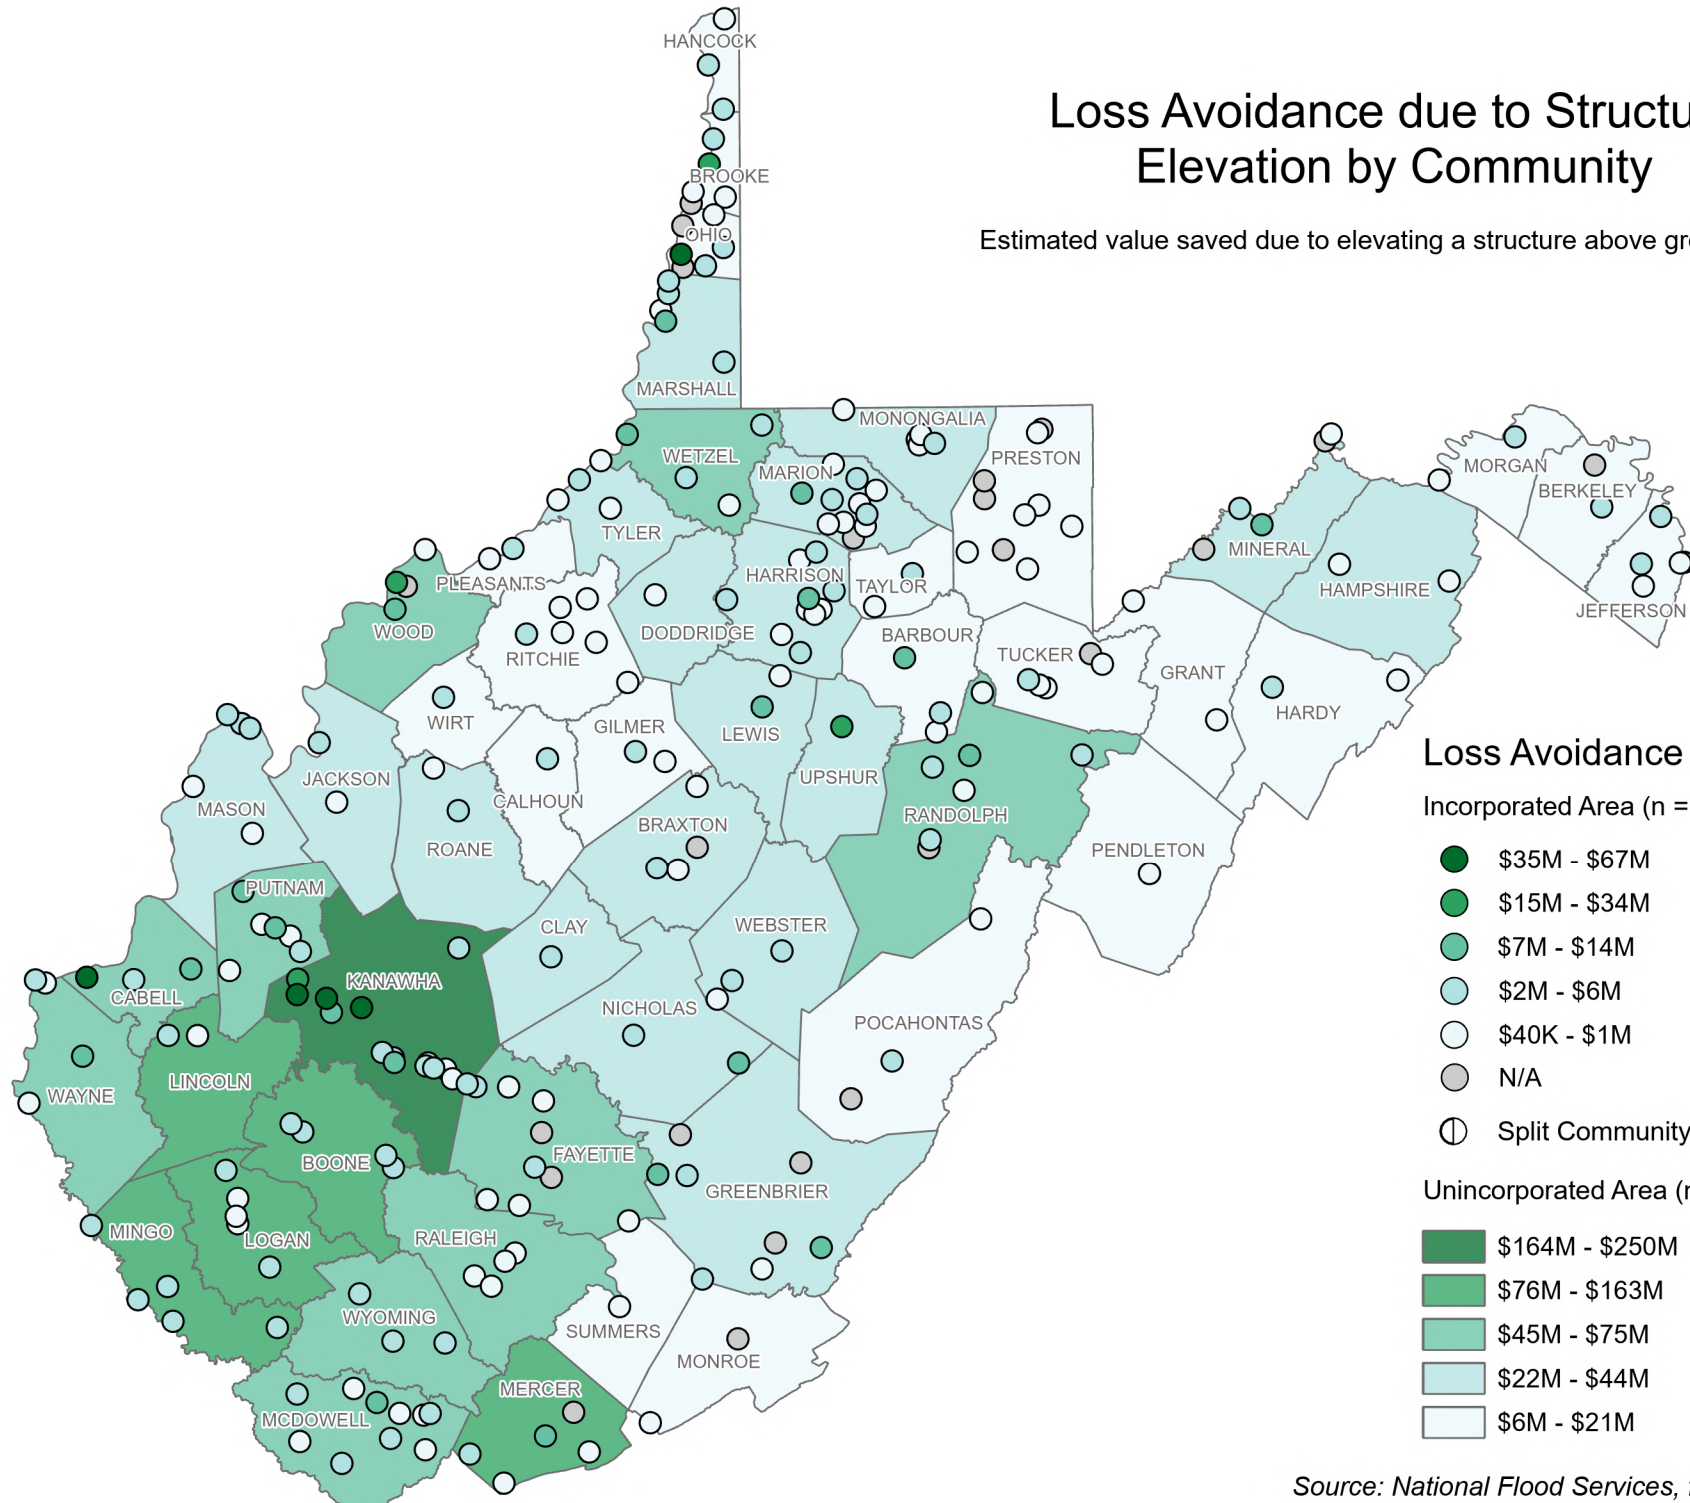 Loss Avoidance due to Structu
Elevation by Community
Estimated value saved due to elevating a structure above gr
HANCOCK
BROOKE
OHIO
MARSHALL
MONONGALIA
WETZEL
MARION
PRESTON
MORGAN
BERKELEY
TYLER
MINERAL
HARRISON
TAYLOR
PLEASANTS
HAMPSHIRE
JEFFERSON
WOOD
DODDRIDGE
BARBOUR
RITCHIE
TUCKER
GRANT
WIRT
GILMER
LEWIS
HARDY
JACKSON
UPSHUR
CALHOUN
MASON
BRAXTON
RANDOLPH
ROANE
PENDLETON
PUTNAM
CLAY
WEBSTER
KANAWHA
CABELL
NICHOLAS
POCAHONTAS
LINCOLN
WAYNE
FAYETTE
BOONE
GREENBRIER
MINGO
LOGAN
RALEIGH
WYOMING
SUMMERS
MONROE
MERCER
MCDOWELL
Loss Avoidance
Incorporated Area (n =
$35M - $67M
$15M - $34M
$7M - $14M
$2M - $6M
$40K - $1M
N/A
Split Community
Unincorporated Area (
$164M - $250M
$76M - $163M
$45M - $75M
$22M - $44M
$6M - $21M
Source: National Flood Services,